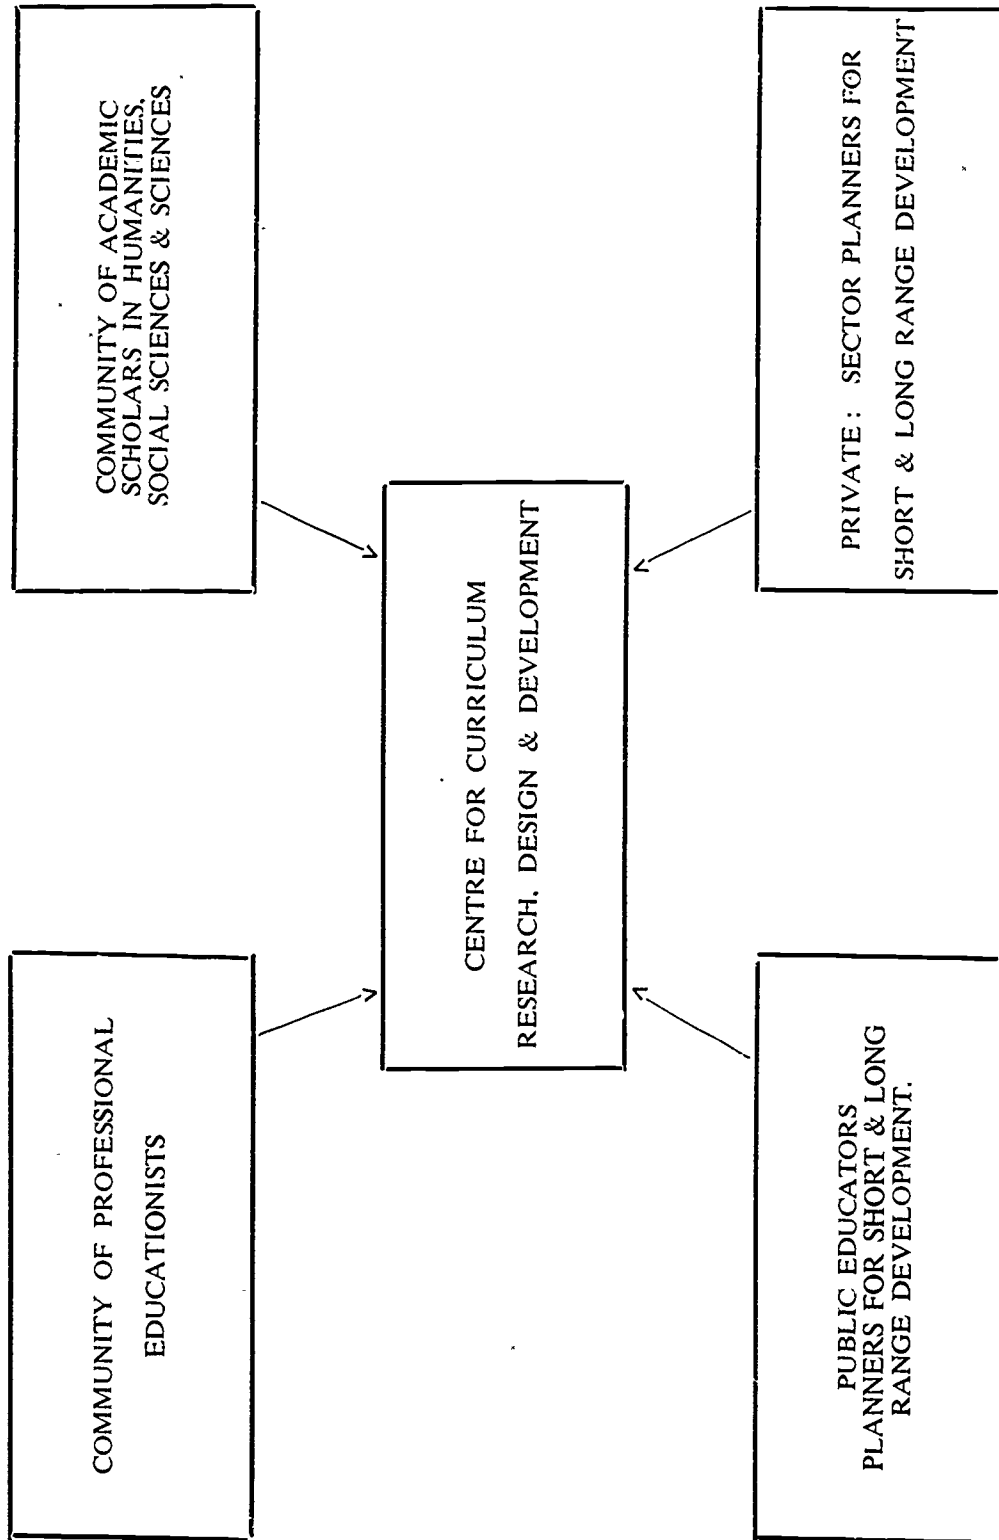 COMMUNITY OF PROFESSIONAL
EDUCATIONISTS
COMMUNITY OF ACADEMIC
SCHOLARS IN HUMANITIES.
SOCIAL SCIENCES & SCIENCES
CENTRE FOR CURRICULUM
RESEARCH, DESIGN & DEVELOPMENT
PUBLIC EDUCATORS
PLANNERS FOR SHORT & LONG
RANGE DEVELOPMENT.
PRIVATE : SECTOR PLANNERS FOR
SHORT & LONG RANGE DEVELOPMENT